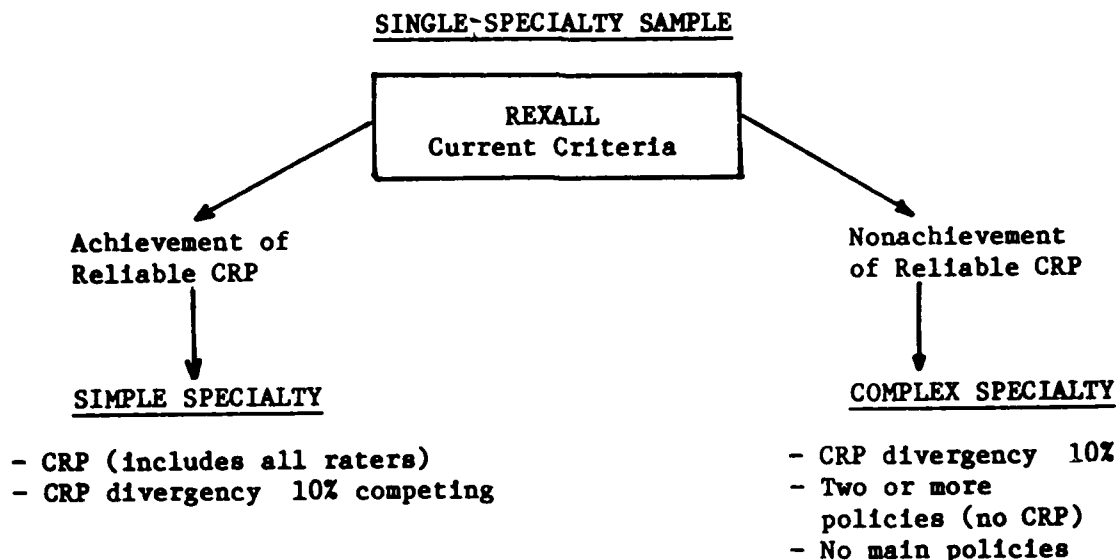 SINGLE-SPECIALTY SAMPLE
REXALL
Current Criteria
Achievement of
Reliable CRP
Nonachievement
of Reliable CRP
SIMPLE SPECIALTY
- CRP (includes all raters)
- CRP divergency 10% competing
COMPLEX SPECIALTY
- CRP divergency 10%
- Two or more
policies (no CRP)
- No main policies